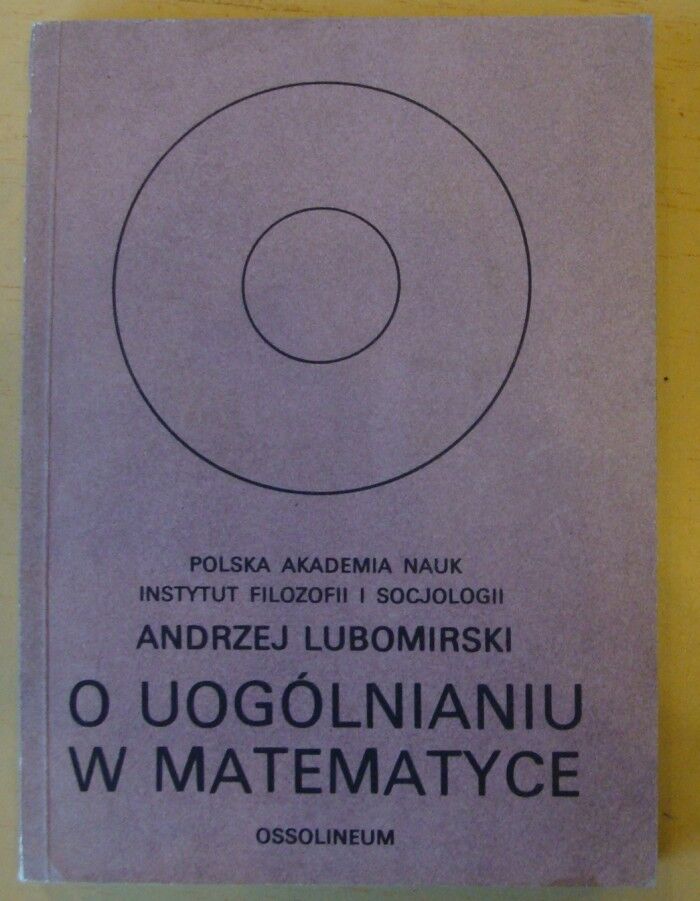 POLSKA AKADEMIA NAUK
INSTYTUT FILOZOFII I SOCJOLOGII
ANDRZEJ LUBOMIRSKI
O UOGÓLNIANIU
W MATEMATYCE
OSSOLINEUM